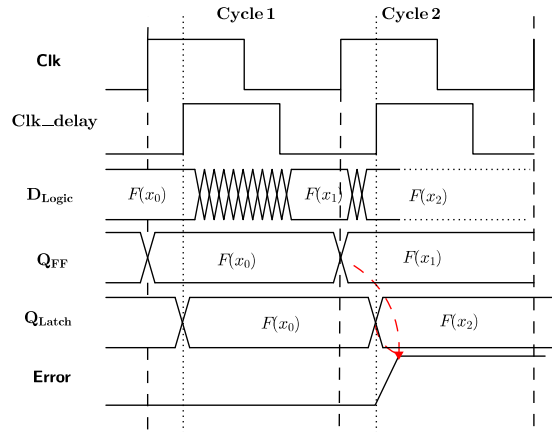 Cycle 1 Cycle 2
Clk
Clk_delay
D_Logic F(x_0) F(x_1) F(x_2)
Q_FF F(x_0) F(x_1)
Q_Latch F(x_0) F(x_2)
Error